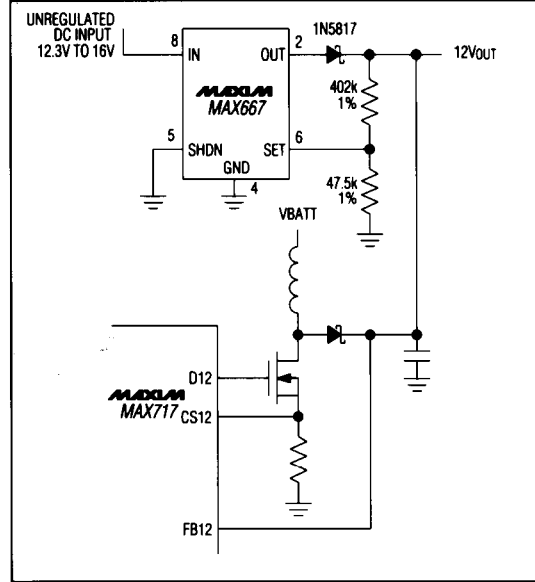 UNREGULATED
DC INPUT
12.3V TO 16V
8
IN
OUT
2
1N5817
12VOUT
MAXIM
MAX667
402k
1%
5
SHDN
SET
6
GND
4
47.5k
1%
VBATT
D12
MAXIM
MAX717
CS12
FB12